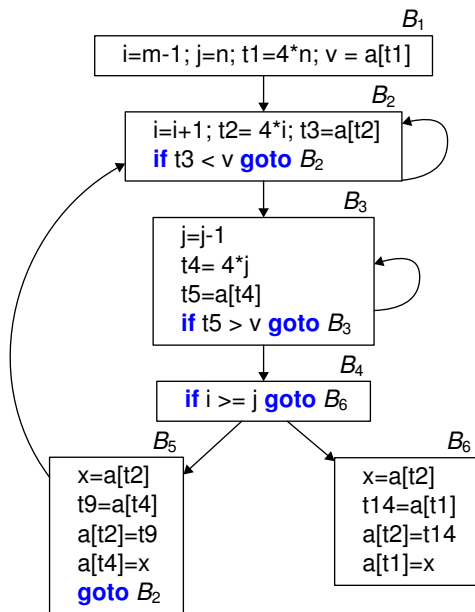 B1
i=m-1; j=n; t1=4*n; v = a[t1]
B2
i=i+1; t2= 4*i; t3=a[t2]
if t3 < v goto B2
B3
j=j-1
t4= 4*j
t5=a[t4]
if t5 > v goto B3
B4
if i >= j goto B6
B5
x=a[t2]
t9=a[t4]
a[t2]=t9
a[t4]=x
goto B2
B6
x=a[t2]
t14=a[t1]
a[t2]=t14
a[t1]=x